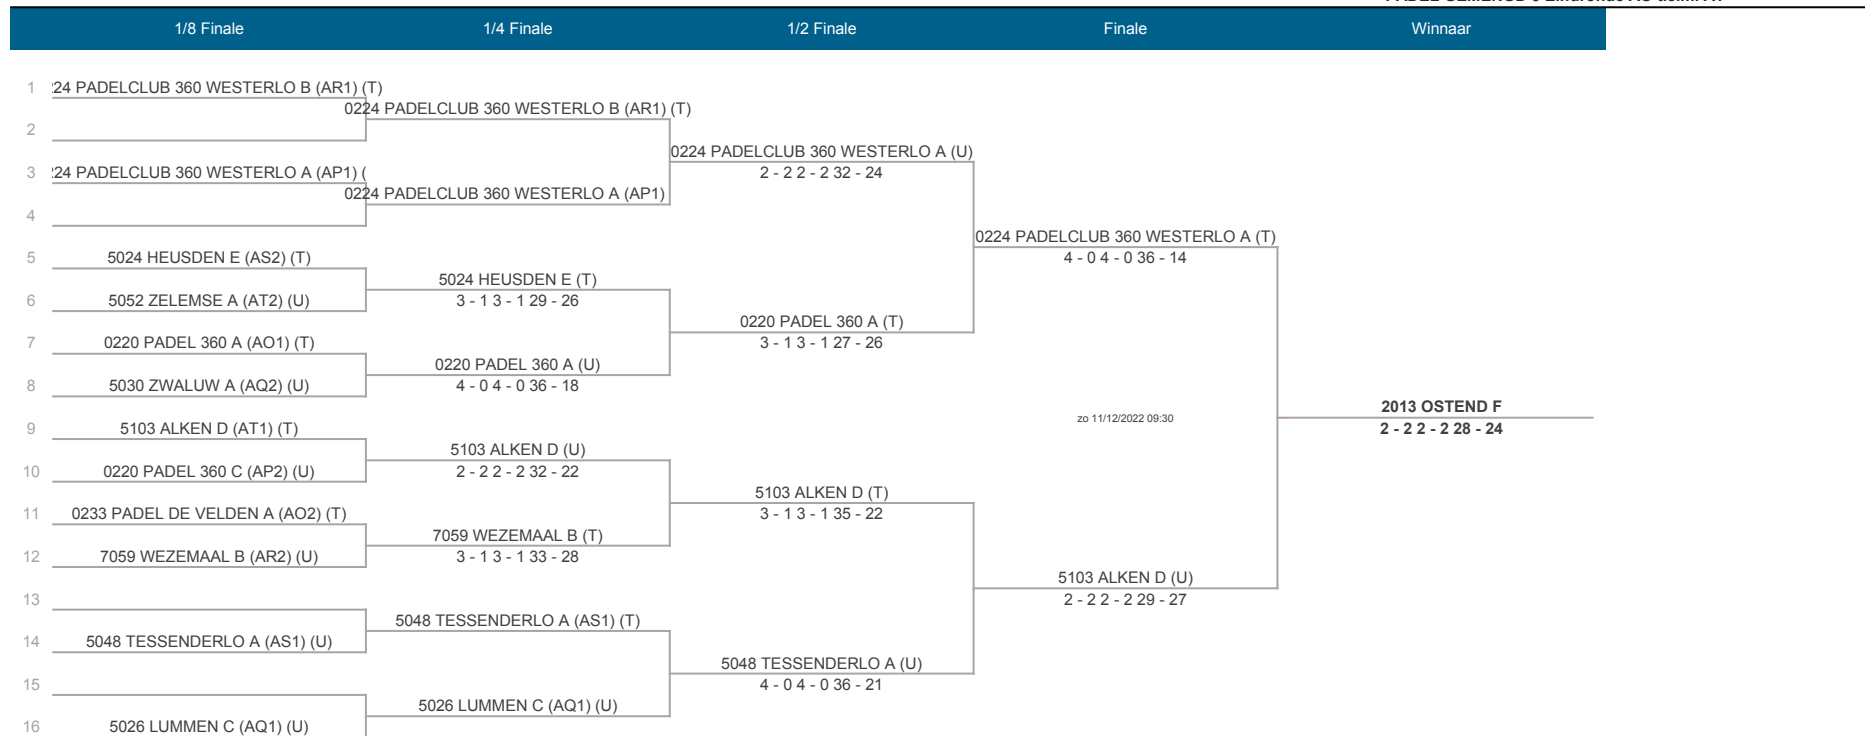 1/8 Finale 1/4 Finale 1/2 Finale Finale Winnaar
1 24 PADELCLUB 360 WESTERLO B (AR1) (T)
0224 PADELCLUB 360 WESTERLO B (AR1) (T)
2
0224 PADELCLUB 360 WESTERLO A (U)
3 24 PADELCLUB 360 WESTERLO A (AP1) (
2 - 2 2 - 2 32 - 24
0224 PADELCLUB 360 WESTERLO A (AP1)
4
0224 PADELCLUB 360 WESTERLO A (T)
5 5024 HEUSDEN E (AS2) (T)
4 - 0 4 - 0 36 - 14
5024 HEUSDEN E (T)
6 5052 ZELEMSE A (AT2) (U)
3 - 1 3 - 1 29 - 26
0220 PADEL 360 A (T)
7 0220 PADEL 360 A (AO1) (T)
3 - 1 3 - 1 27 - 26
0220 PADEL 360 A (U)
8 5030 ZWALUW A (AQ2) (U)
4 - 0 4 - 0 36 - 18
2013 OSTEND F
zo 11/12/2022 09:30
9 5103 ALKEN D (AT1) (T)
2 - 2 2 - 2 28 - 24
5103 ALKEN D (U)
10 0220 PADEL 360 C (AP2) (U)
2 - 2 2 - 2 32 - 22
5103 ALKEN D (T)
11 0233 PADEL DE VELDEN A (AO2) (T)
3 - 1 3 - 1 35 - 22
7059 WEZEMAAL B (T)
12 7059 WEZEMAAL B (AR2) (U)
3 - 1 3 - 1 33 - 28
5103 ALKEN D (U)
13
2 - 2 2 - 2 29 - 27
5048 TESSENDERLO A (AS1) (T)
14 5048 TESSENDERLO A (AS1) (U)
5048 TESSENDERLO A (U)
15
4 - 0 4 - 0 36 - 21
5026 LUMMEN C (AQ1) (U)
16 5026 LUMMEN C (AQ1) (U)